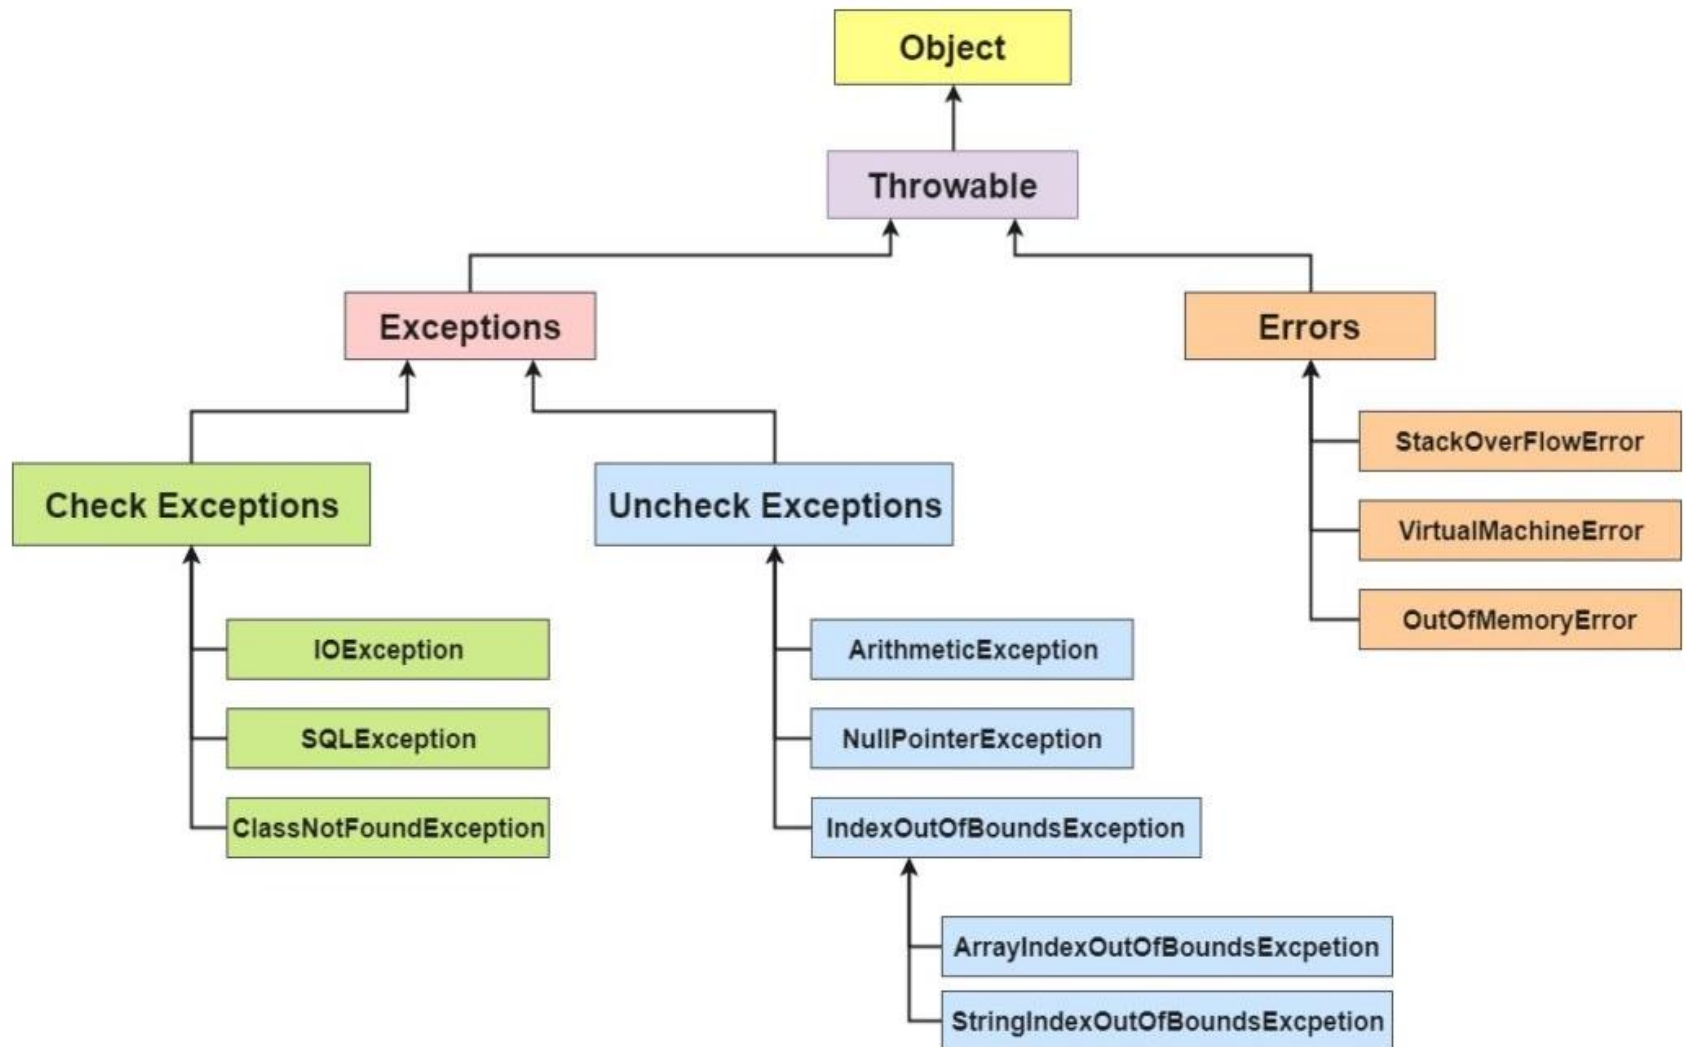 Object
Throwable
Exceptions
Errors
Check Exceptions
Uncheck Exceptions
StackOverFlowError
VirtualMachineError
OutOfMemoryError
IOException
SQLException
ClassNotFoundException
ArithmeticException
NullPointerException
IndexOutOfBoundsException
ArrayIndexOutOfBoundsExcpetion
StringIndexOutOfBoundsExcpetion